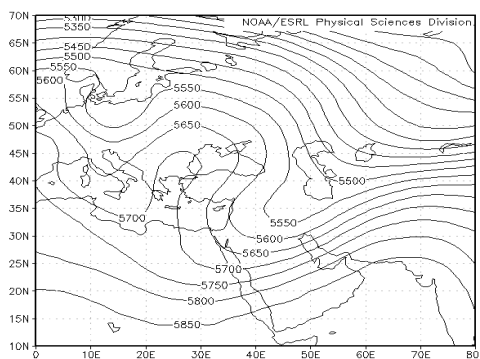 70N
NOAA/ESRL Physical Sciences Division
5300
5350
65N
5450
5500
60N
5550
5600
5550
55N
5600
50N
5650
45N
40N
5500
35N
5700
5550
30N
5600
5650
25N
5700
5750
20N
5800
15N
5850
10N
0
10E
20E
30E
40E
50E
60E
70E
80